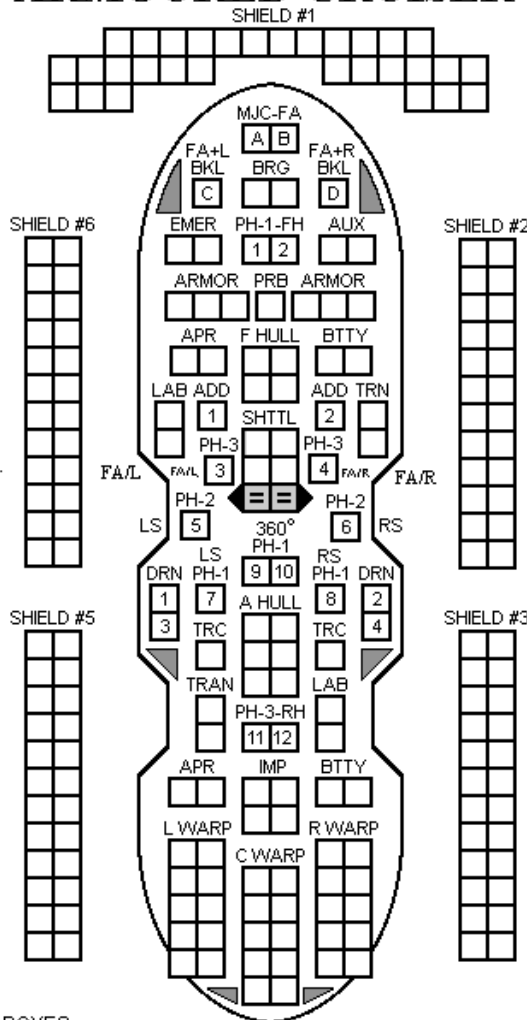 SHIELD #1
MJC-FA
A B
FA+L FA+R
BKL BRG BKL
C D
SHIELD #6 SHIELD #2
EMER PH-1-FH AUX
1 2
ARMOR PRB ARMOR
APR F HULL BTTY
LAB ADD ADD TRN
1 2
SHTTL
PH-3 PH-3
FA/L FA/L 3 4 FA/R FA/R
= =
PH-2 PH-2
LS 5 360° 6 RS
LS PH-1 RS
DRN PH-1 9 10 PH-1 DRN
1 7 8 2
3 A HULL 4
SHIELD #5 SHIELD #3
TRC TRC
TRAN LAB
PH-3-RH
11 12
APR IMP BTTY
L WARP R WARP
C WARP